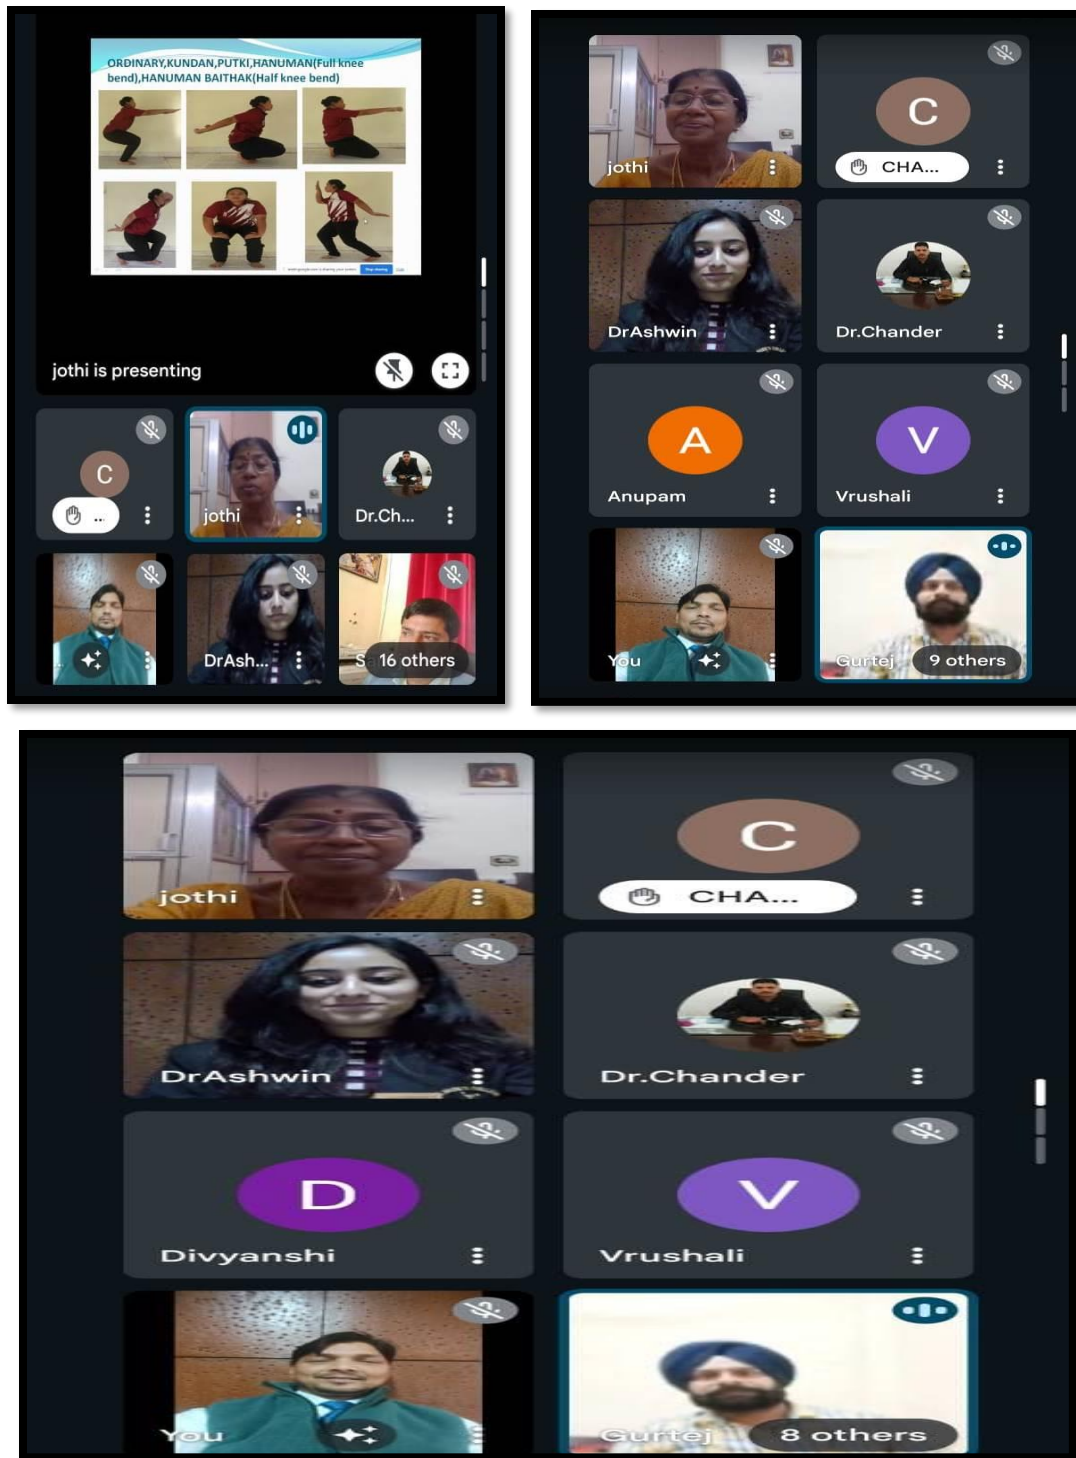 ORDINARY,KUNDAN,PUTKI,HANUMAN(Full knee
bend),HANUMAN BAITHAK(Half knee bend)
Stop sharing
jothi is presenting
C
...
jothi
Dr.Ch...
DrAsh...
S
16 others
jothi
C
CHA...
DrAshwin
Dr.Chander
A
Anupam
V
Vrushali
You
Gurtej
9 others
jothi
C
CHA...
DrAshwin
Dr.Chander
D
Divyanshi
V
Vrushali
You
Gurtej
8 others